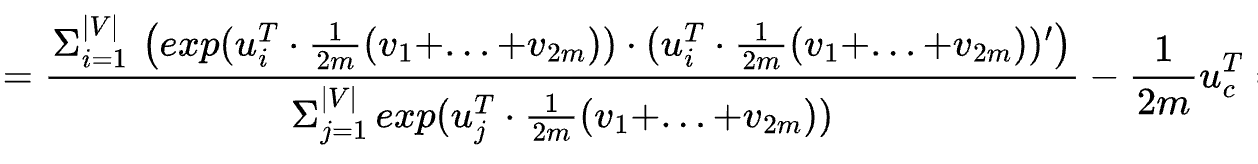 = \frac{\Sigma_{i=1}^{|V|} \left( exp(u_i^T \cdot \frac{1}{2m}(v_1 + \ldots + v_{2m})) \cdot (u_i^T \cdot \frac{1}{2m}(v_1 + \ldots + v_{2m}))' \right)}{\Sigma_{j=1}^{|V|} exp(u_j^T \cdot \frac{1}{2m}(v_1 + \ldots + v_{2m}))} - \frac{1}{2m} u_c^T